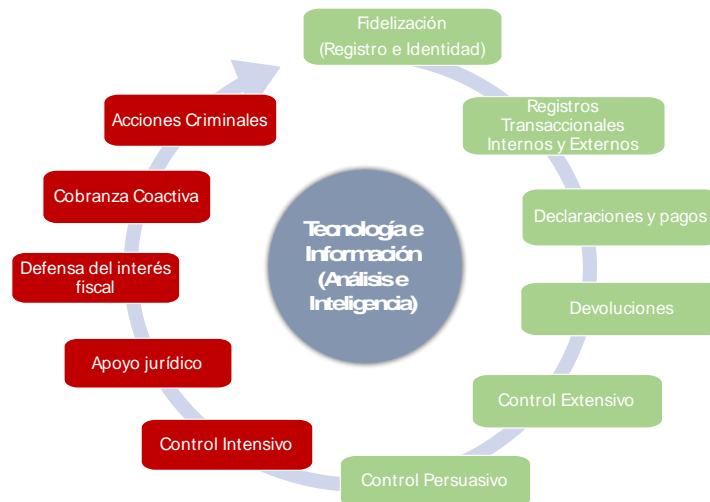 Fidelización
(Registro e Identidad)
Registros
Transaccionales
Internos y Externos
Declaraciones y pagos
Devoluciones
Control Extensivo
Control Persuasivo
Control Intensivo
Apoyo jurídico
Defensa del interés
fiscal
Cobranza Coactiva
Acciones Criminales
Tecnología e
Información
(Análisis e
Inteligencia)